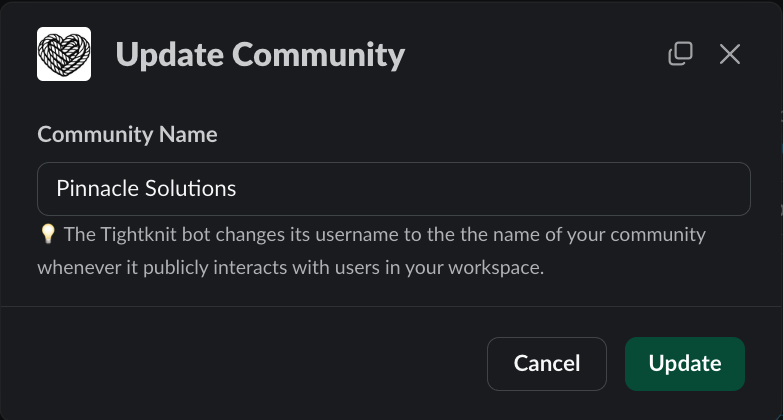 Update Community
Community Name
Pinnacle Solutions
💡 The Tightknit bot changes its username to the the name of your community
whenever it publicly interacts with users in your workspace.
Cancel
Update